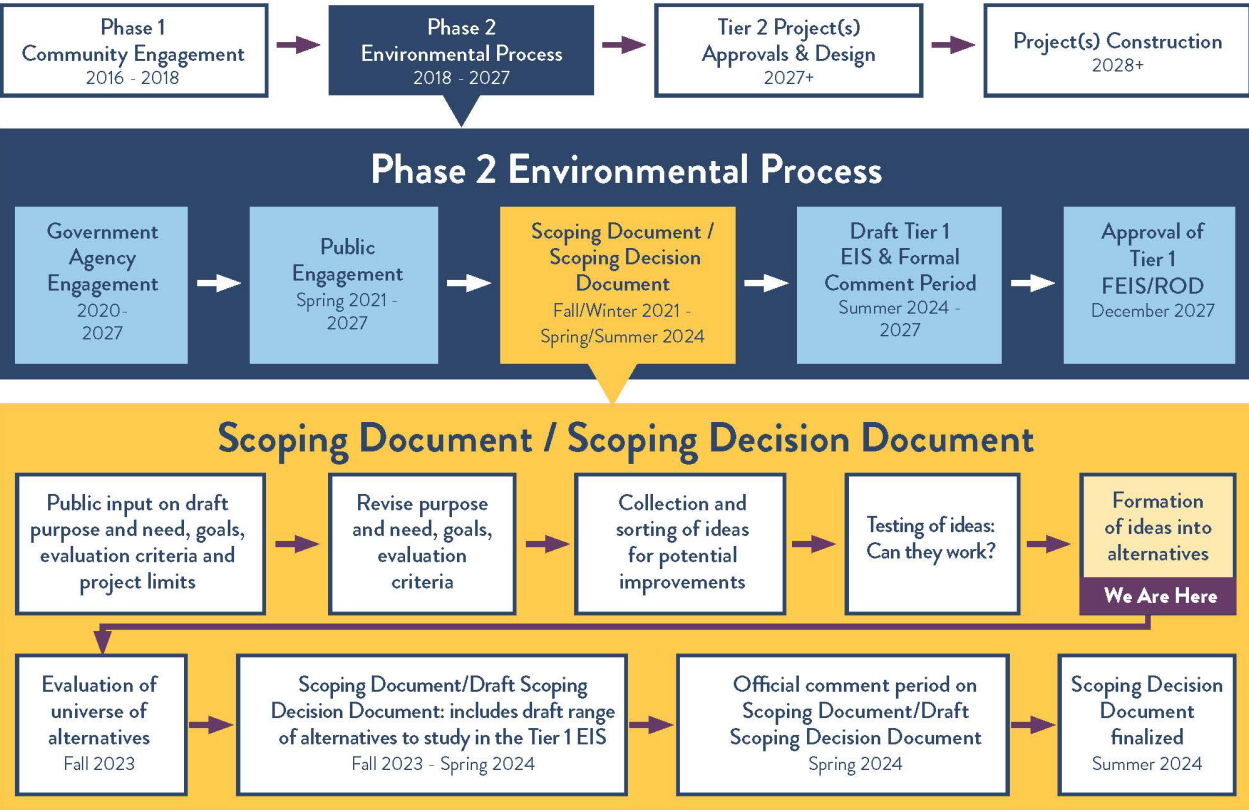 Phase 1
Community Engagement
2016 - 2018
Phase 2
Environmental Process
2018 - 2027
Tier 2 Project(s)
Approvals & Design
2027+
Project(s) Construction
2028+
Phase 2 Environmental Process
Government
Agency
Engagement
2020-
2027
Public
Engagement
Spring 2021 -
2027
Scoping Document /
Scoping Decision
Document
Fall/Winter 2021 -
Spring/Summer 2024
Draft Tier 1
EIS & Formal
Comment Period
Summer 2024 -
2027
Approval of
Tier 1
FEIS/ROD
December 2027
Scoping Document / Scoping Decision Document
Public input on draft
purpose and need, goals,
evaluation criteria and
project limits
Revise purpose
and need, goals,
evaluation
criteria
Collection and
sorting of ideas
for potential
improvements
Testing of ideas:
Can they work?
Formation
of ideas into
alternatives
We Are Here
Evaluation of
universe of
alternatives
Fall 2023
Scoping Document/Draft Scoping
Decision Document: includes draft range
of alternatives to study in the Tier 1 EIS
Fall 2023 - Spring 2024
Official comment period on
Scoping Document/Draft
Scoping Decision Document
Spring 2024
Scoping Decision
Document
finalized
Summer 2024